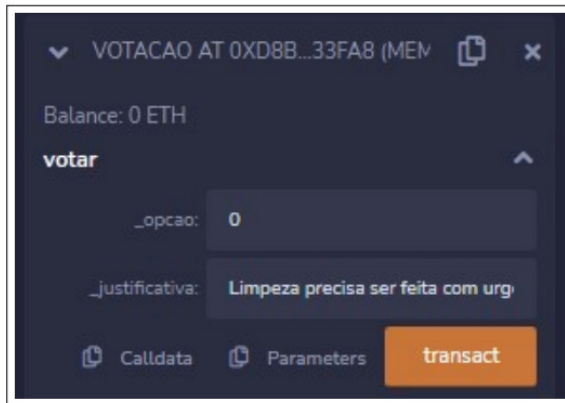 VOTACAO AT 0XD8B...33FA8 (MEM
Balance: 0 ETH
votar
_opcao: 0
_justificativa: Limpeza precisa ser feita com urg
Calldata Parameters transact